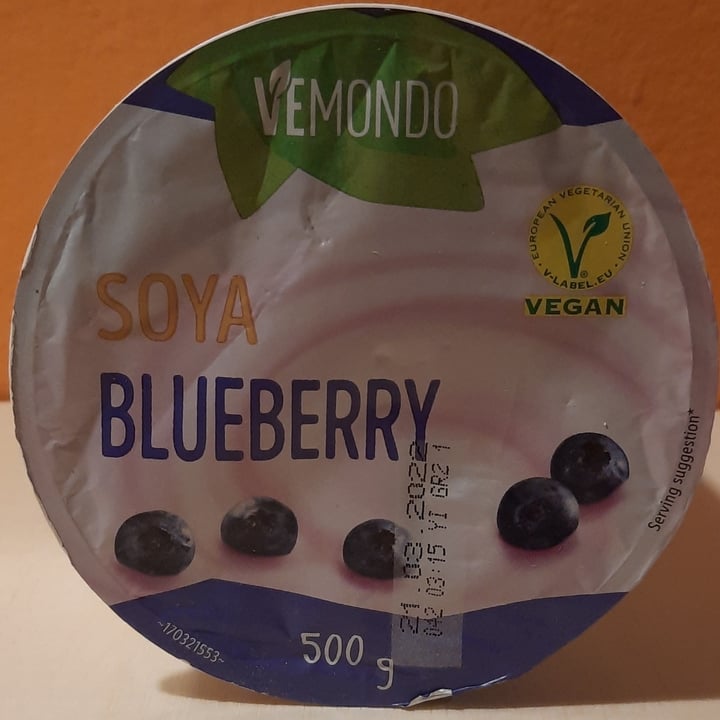 VEMONDO
EUROPEAN VEGETARIAN UNION
V-LABEL.EU
VEGAN
SOYA
BLUEBERRY
Serving suggestion*
21 03 2022
042 03:15 YI GR2 1
500 g
~170321553~